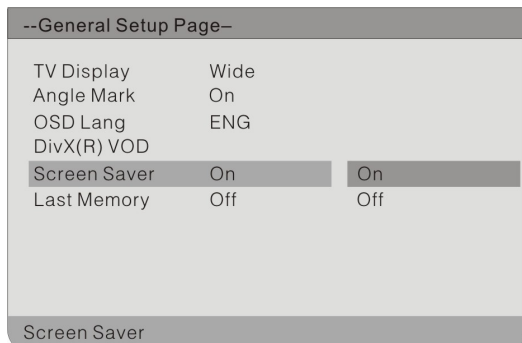 --General Setup Page–
TV Display Wide
Angle Mark On
OSD Lang ENG
DivX(R) VOD
Screen Saver On On
Last Memory Off Off
Screen Saver